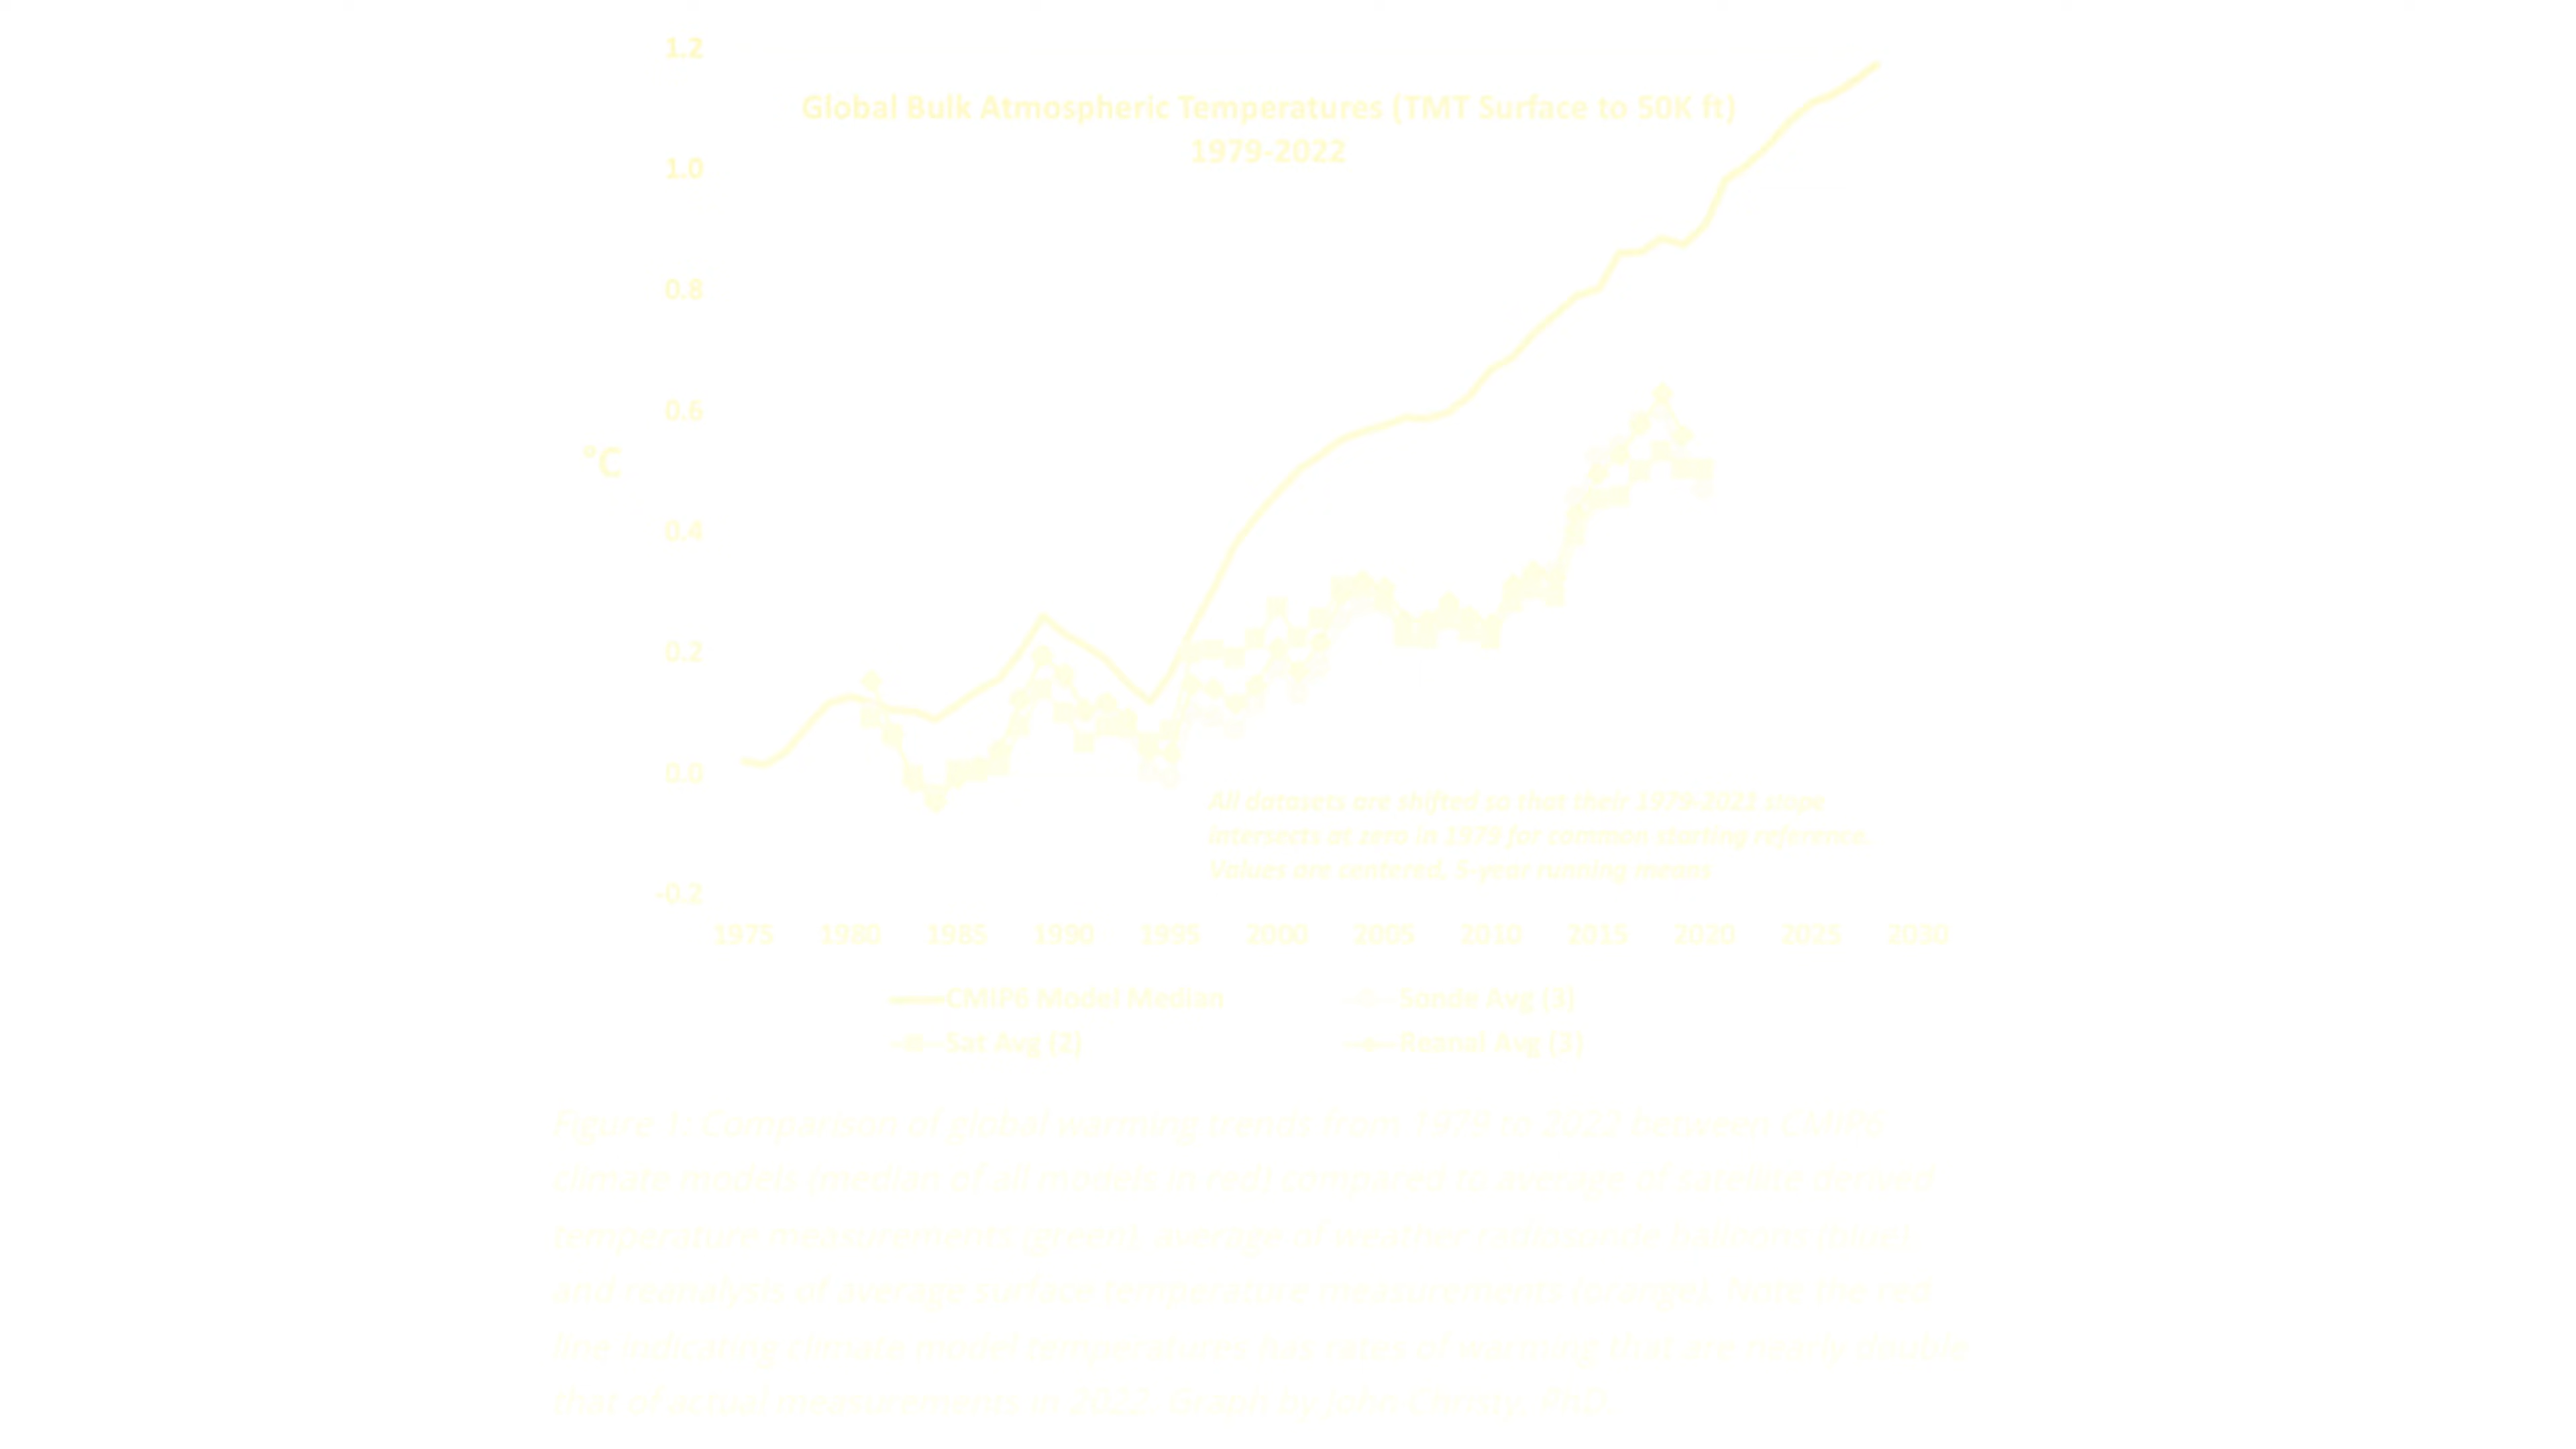 1.2
Global Bulk Atmospheric Temperatures (TMT Surface to 50K ft)
1979-2022
1.0
0.8
0.6
°C
0.4
0.2
0.0
All datasets are shifted so that their 1979-2021 slope
intersects at zero in 1979 for common starting reference.
Values are centered, 5-year running means
-0.2
1975 1980 1985 1990 1995 2000 2005 2010 2015 2020 2025 2030
CMIP6 Model Median Sonde Avg (3)
Sat Avg (2) Reanal Avg (3)
Figure 1. Comparison of global warming trends from 1979 to 2022 between CMIP6
climate models (median of all models in red) compared to average of satellite derived
temperature measurements (green), average of weather radiosonde balloons (blue)
and reanalysis of average surface temperature measurements (orange). Note the red
line indicating climate model temperatures has rates of warming that are nearly double
that of actual measurements in 2022. Graph by John Christy, PhD.